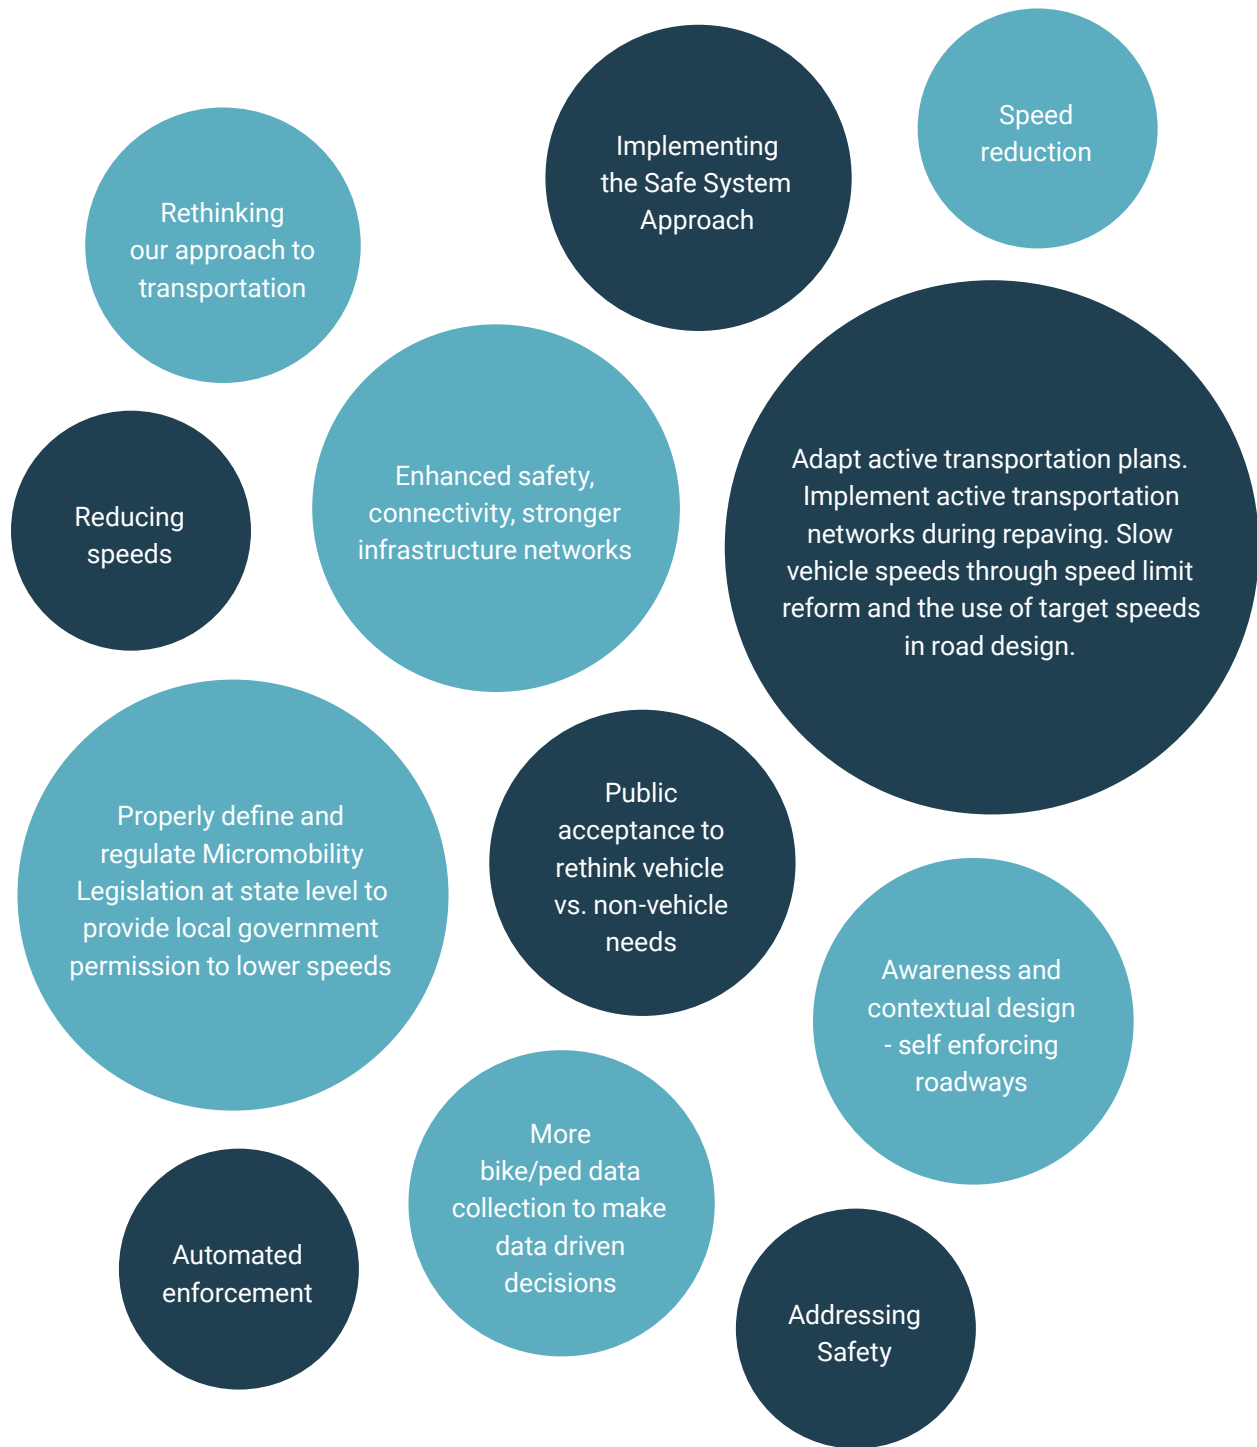 Speed
reduction
Implementing
the Safe System
Approach
Rethinking
our approach to
transportation
Adapt active transportation plans.
Implement active transportation
networks during repaving. Slow
vehicle speeds through speed limit
reform and the use of target speeds
in road design.
Enhanced safety,
connectivity, stronger
infrastructure networks
Reducing
speeds
Public
acceptance to
rethink vehicle
vs. non-vehicle
needs
Properly define and
regulate Micromobility
Legislation at state level to
provide local government
permission to lower speeds
Awareness and
contextual design
- self enforcing
roadways
More
bike/ped data
collection to make
data driven
decisions
Automated
enforcement
Addressing
Safety